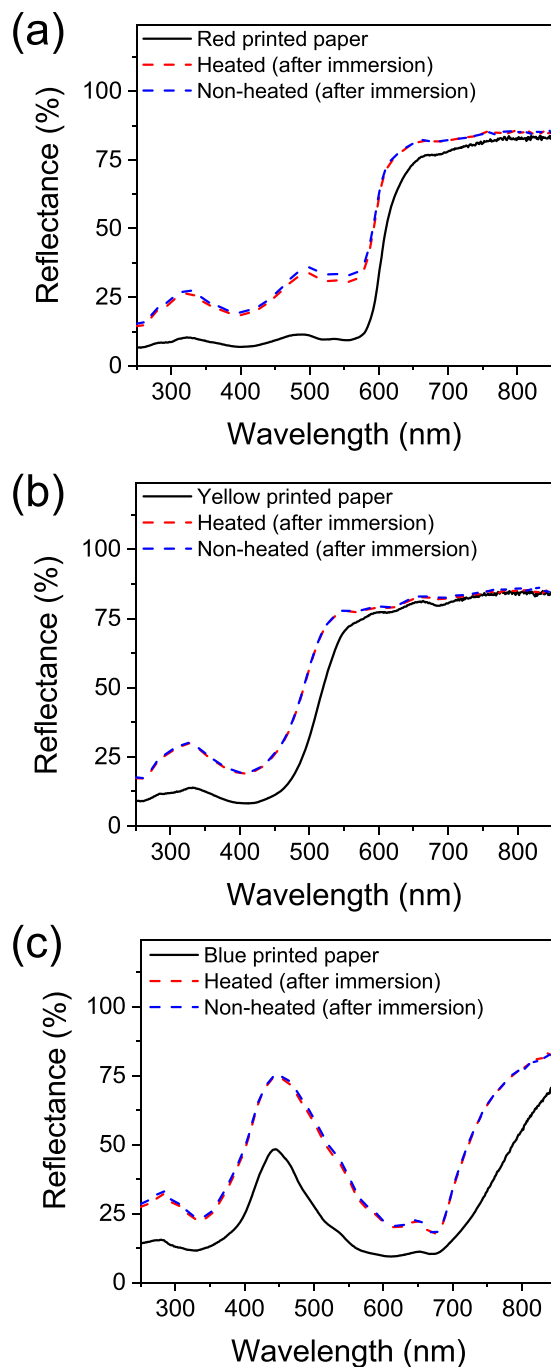 (a)
Red printed paper
Heated (after immersion)
Non-heated (after immersion)
100
75
50
25
0
Reflectance (%)
300 400 500 600 700 800
Wavelength (nm)
(b)
Yellow printed paper
Heated (after immersion)
Non-heated (after immersion)
100
75
50
25
0
Reflectance (%)
300 400 500 600 700 800
Wavelength (nm)
(c)
Blue printed paper
Heated (after immersion)
Non-heated (after immersion)
100
75
50
25
0
Reflectance (%)
300 400 500 600 700 800
Wavelength (nm)